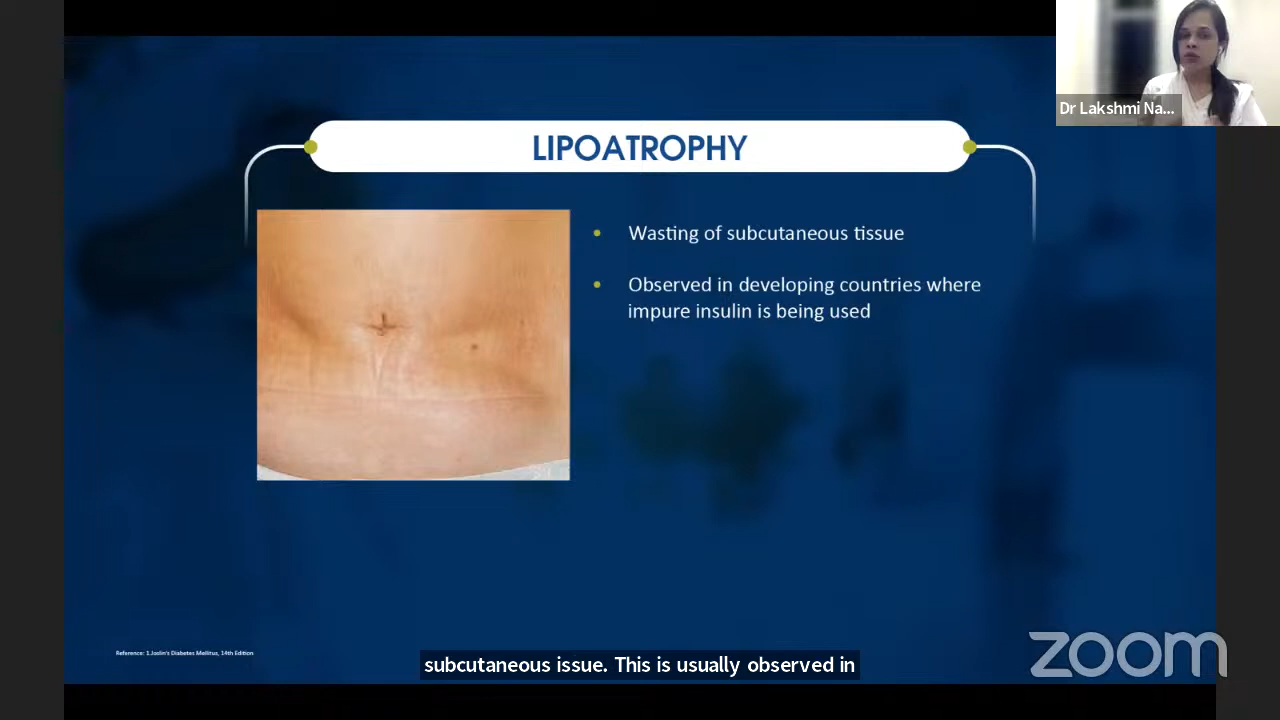 Dr Lakshmi Na...
LIPOATROPHY
• Wasting of subcutaneous tissue
• Observed in developing countries where
impure insulin is being used
Reference: 1.Joslin's Diabetes Mellitus, 14th Edition
subcutaneous issue. This is usually observed in
zoom